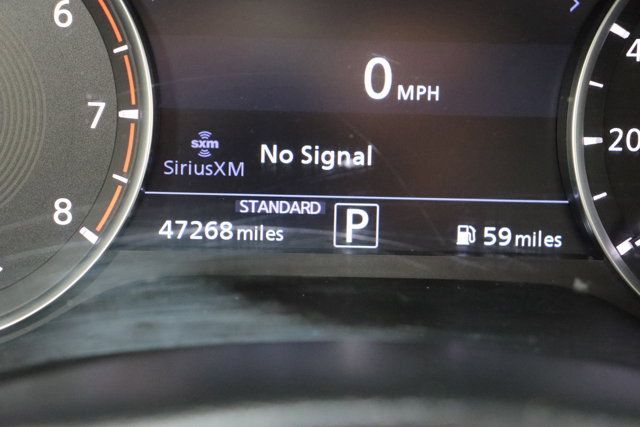 6
7
8
0 MPH
sxm
SiriusXM
No Signal
STANDARD
47268 miles
P
59 miles
20